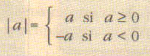 |a| = { a si a ≥ 0
-a si a < 0